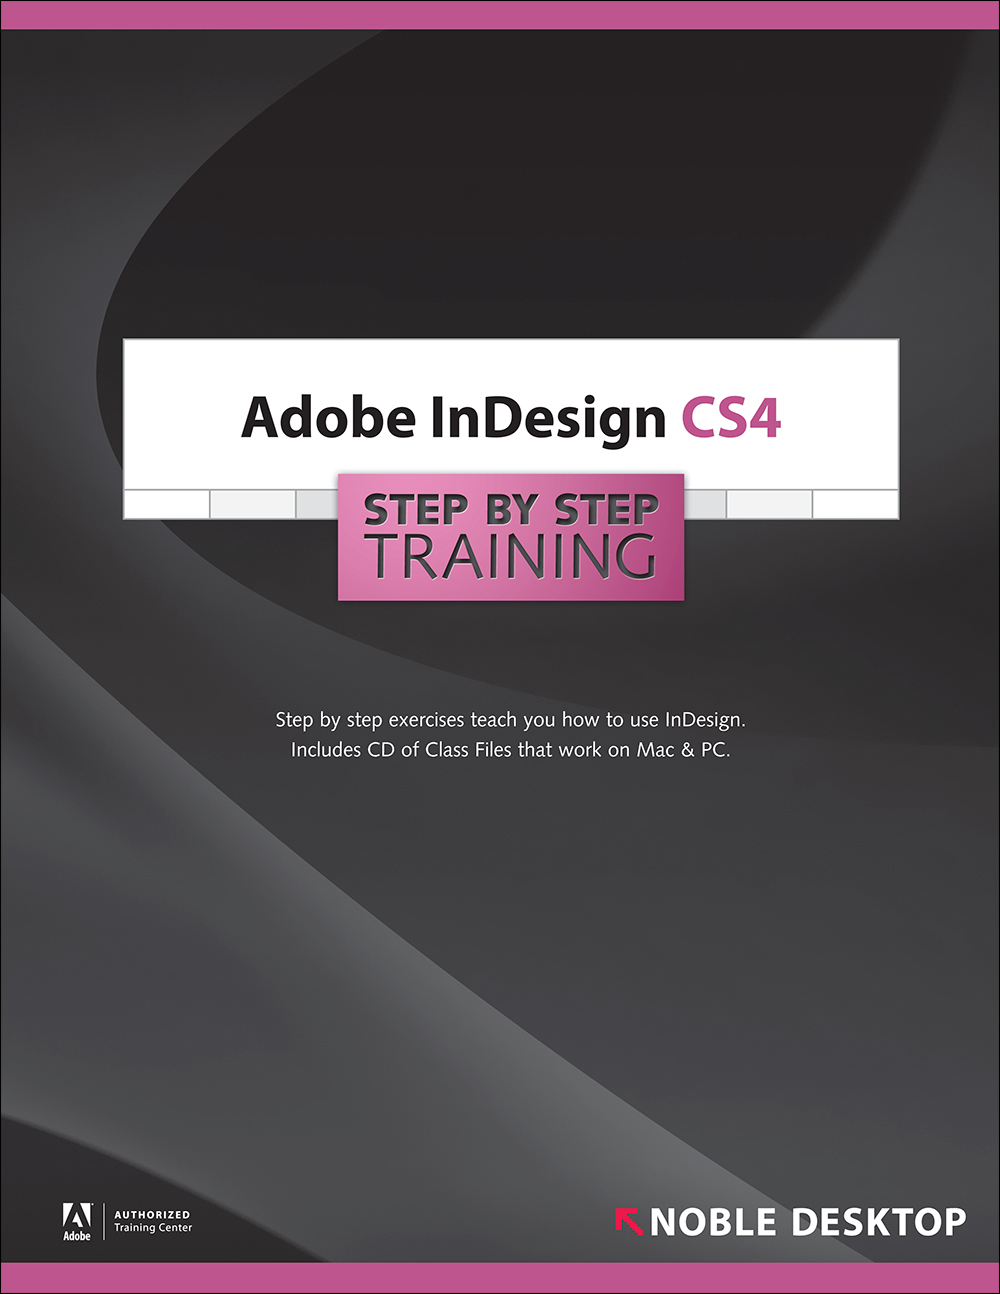 Adobe InDesign CS4
STEP BY STEP
TRAINING
Step by step exercises teach you how to use InDesign.
Includes CD of Class Files that work on Mac & PC.
Adobe
AUTHORIZED
Training Center
NOBLE DESKTOP